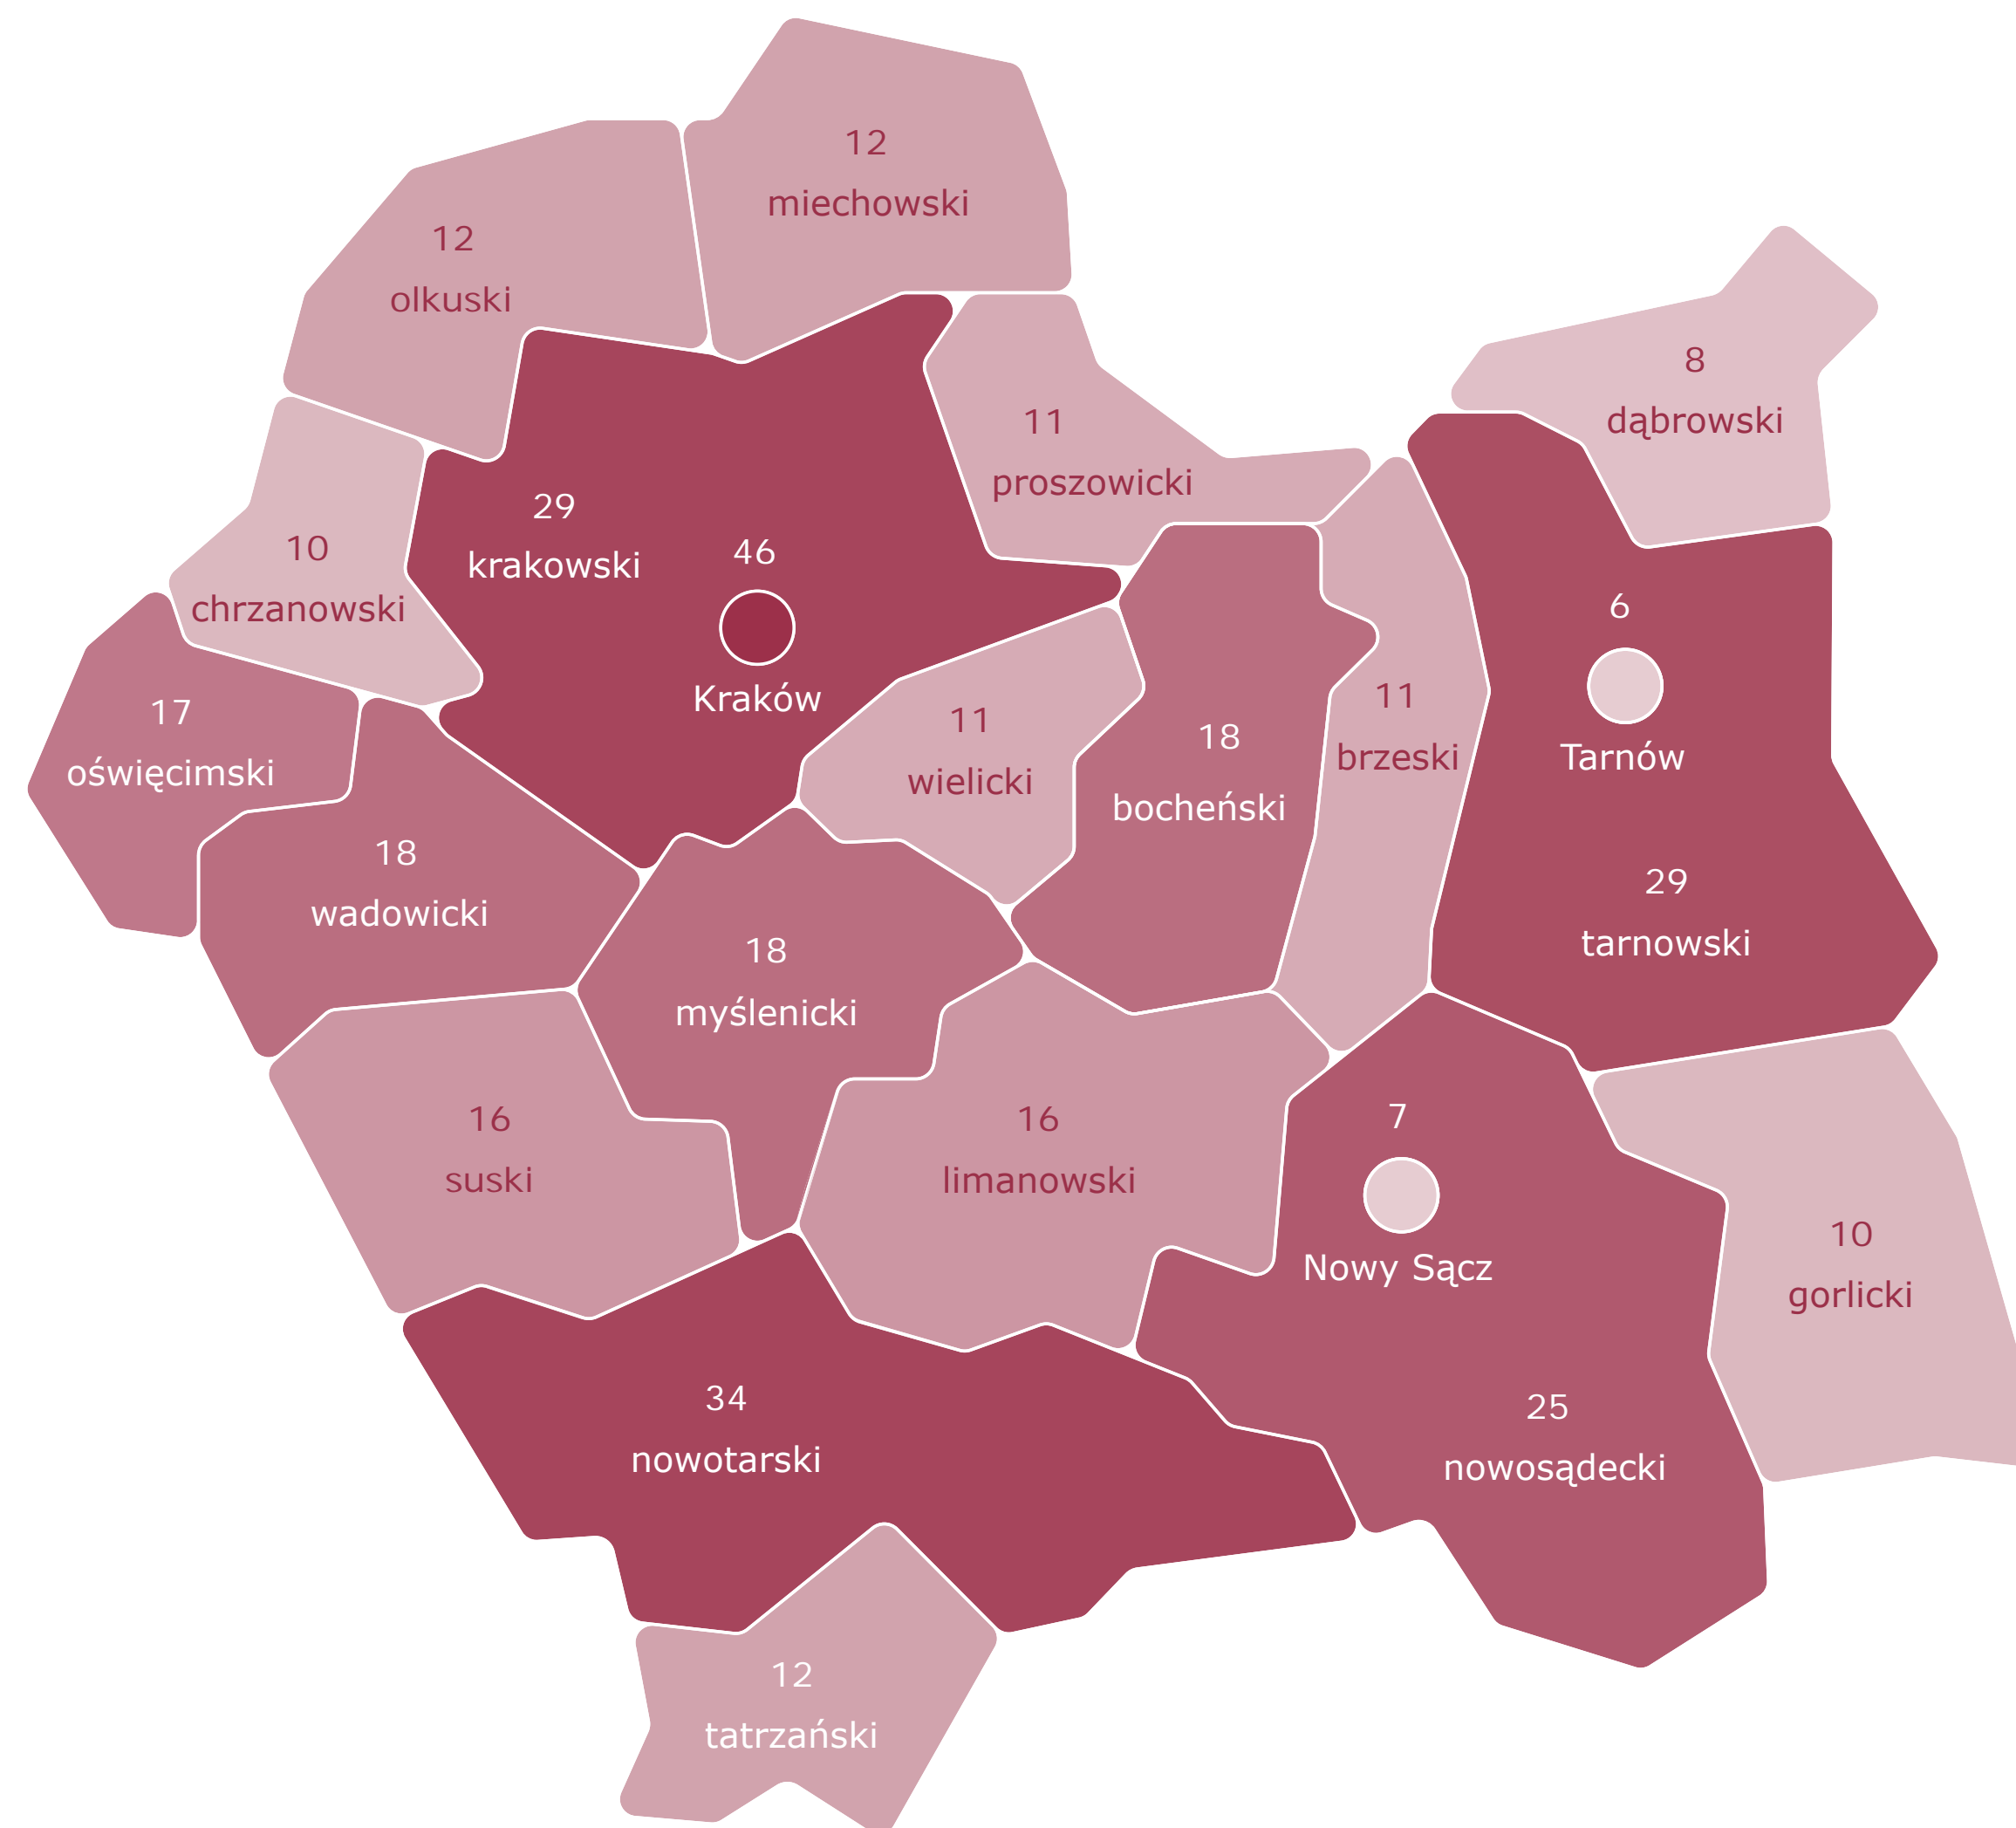 12
miechowski
12
olkuski
8
dąbrowski
11
proszowicki
29
krakowski
46
Kraków
10
chrzanowski
6
Tarnów
17
oświęcimski
11
wielicki
18
bocheński
11
brzeski
18
wadowicki
29
tarnowski
18
myślenicki
16
suski
16
limanowski
7
Nowy Sącz
10
gorlicki
34
nowotarski
25
nowosądecki
12
tatrzański